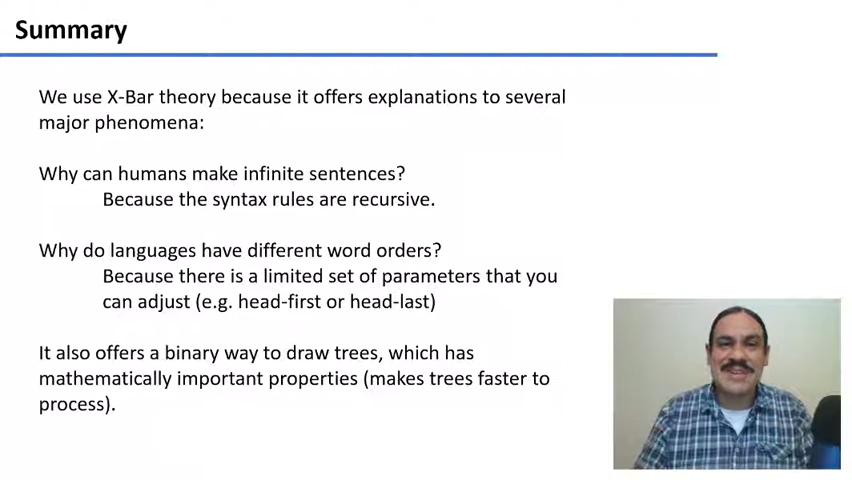 Summary
We use X-Bar theory because it offers explanations to several
major phenomena:
Why can humans make infinite sentences?
Because the syntax rules are recursive.
Why do languages have different word orders?
Because there is a limited set of parameters that you
can adjust (e.g. head-first or head-last)
It also offers a binary way to draw trees, which has
mathematically important properties (makes trees faster to
process).